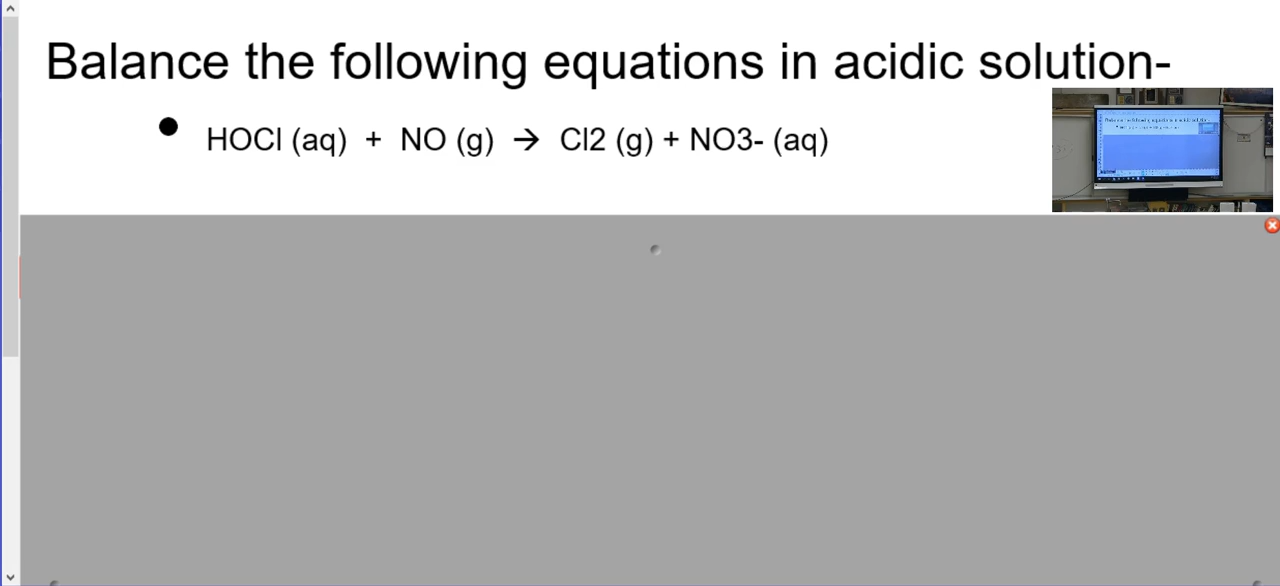 Balance the following equations in acidic solution-
● HOCl (aq) + NO (g) → Cl2 (g) + NO3- (aq)